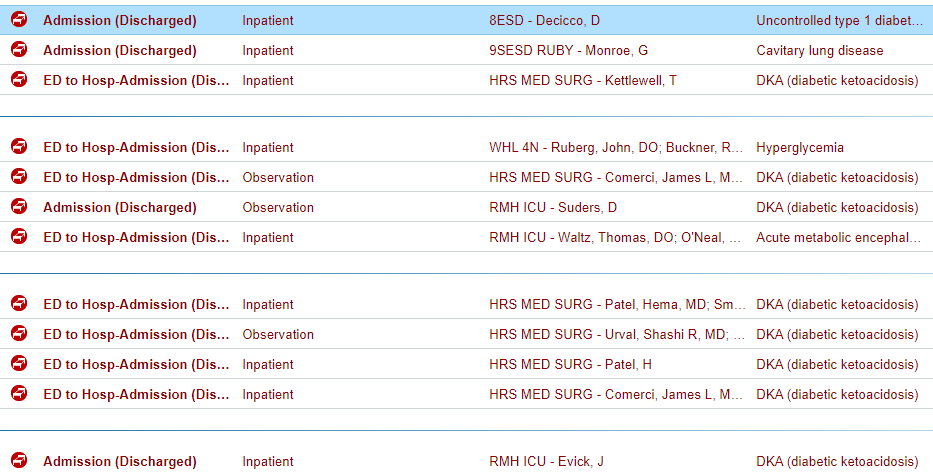 Admission (Discharged) Inpatient 8ESD - Decicco, D Uncontrolled type 1 diabet...
Admission (Discharged) Inpatient 9SESD RUBY - Monroe, G Cavitary lung disease
ED to Hosp-Admission (Dis... Inpatient HRS MED SURG - Kettlewell, T DKA (diabetic ketoacidosis)
ED to Hosp-Admission (Dis... Inpatient WHL 4N - Ruberg, John, DO; Buckner, R... Hyperglycemia
ED to Hosp-Admission (Dis... Observation HRS MED SURG - Comerci, James L, M... DKA (diabetic ketoacidosis)
Admission (Discharged) Observation RMH ICU - Suders, D DKA (diabetic ketoacidosis)
ED to Hosp-Admission (Dis... Inpatient RMH ICU - Waltz, Thomas, DO; O'Neal, ... Acute metabolic encephal...
ED to Hosp-Admission (Dis... Inpatient HRS MED SURG - Patel, Hema, MD; Sm... DKA (diabetic ketoacidosis)
ED to Hosp-Admission (Dis... Observation HRS MED SURG - Urval, Shashi R, MD; ... DKA (diabetic ketoacidosis)
ED to Hosp-Admission (Dis... Inpatient HRS MED SURG - Patel, H DKA (diabetic ketoacidosis)
ED to Hosp-Admission (Dis... Inpatient HRS MED SURG - Comerci, James L, M... DKA (diabetic ketoacidosis)
Admission (Discharged) Inpatient RMH ICU - Evick, J DKA (diabetic ketoacidosis)